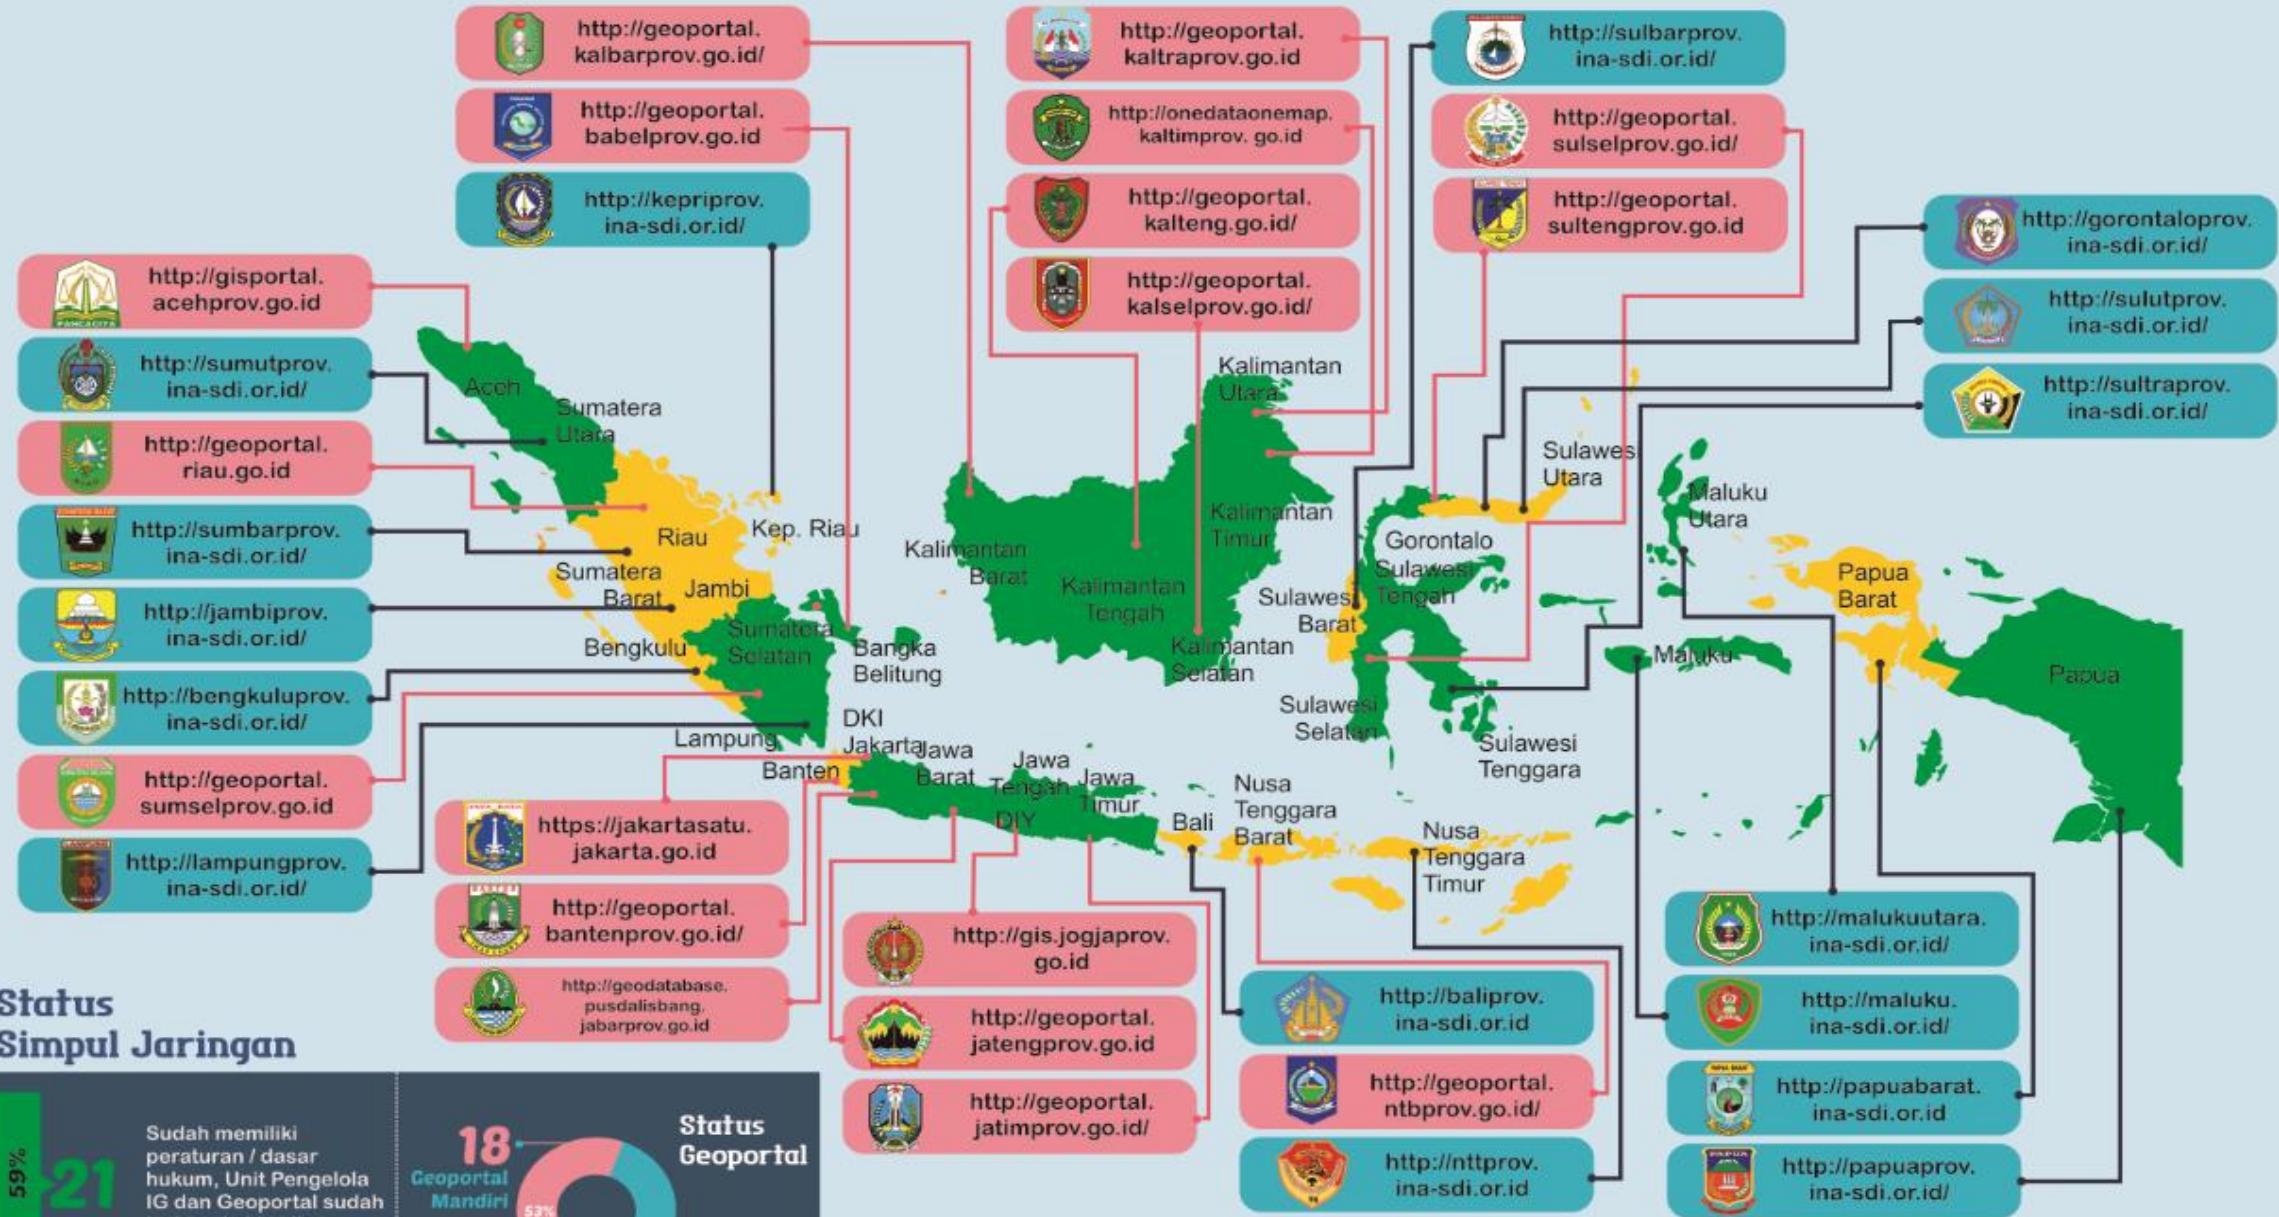 http://geoportal.
kalbarprov.go.id/
http://geoportal.
babelprov.go.id
http://kepriprov.
ina-sdi.or.id/
http://geoportal.
kaltraprov.go.id
http://onedataonemap.
kaltimprov. go.id
http://geoportal.
kalteng.go.id/
http://geoportal.
kalselprov.go.id/
http://sulbarprov.
ina-sdi.or.id/
http://geoportal.
sulselprov.go.id/
http://geoportal.
sultengprov.go.id
http://gorontaloprov.
ina-sdi.or.id/
http://sulutprov.
ina-sdi.or.id/
http://sultraprov.
ina-sdi.or.id/
http://gisportal.
acehprov.go.id
PANCACITA
http://sumutprov.
ina-sdi.or.id/
http://geoportal.
riau.go.id
http://sumbarprov.
ina-sdi.or.id/
http://jambiprov.
ina-sdi.or.id/
http://bengkuluprov.
ina-sdi.or.id/
http://geoportal.
sumselprov.go.id
LAMPUNG
http://lampungprov.
ina-sdi.or.id/
Aceh
Sumatera
Utara
Riau
Kep. Riau
Sumatera
Barat
Jambi
Bengkulu
Sumatera
Selatan
Bangka
Belitung
Lampung
DKI
Jakarta
Banten
Jawa
Barat
Jawa
Tengah
DIY
Jawa
Timur
Bali
Nusa
Tenggara
Barat
Nusa
Tenggara
Timur
Kalimantan
Utara
Kalimantan
Timur
Kalimantan
Barat
Kalimantan
Tengah
Kalimantan
Selatan
Sulawesi
Utara
Gorontalo
Sulawesi
Tengah
Sulawesi
Barat
Sulawesi
Selatan
Sulawesi
Tenggara
Maluku
Utara
Maluku
Papua
Barat
Papua
https://jakartasatu.
jakarta.go.id
http://geoportal.
bantenprov.go.id/
http://geodatabase.
pusdalisbang.
jabarprov.go.id
http://gis.jogjaprov.
go.id
http://geoportal.
jatengprov.go.id
http://geoportal.
jatimprov.go.id/
http://baliprov.
ina-sdi.or.id
http://geoportal.
ntbprov.go.id/
http://nttprov.
ina-sdi.or.id
http://malukuutara.
ina-sdi.or.id/
http://maluku.
ina-sdi.or.id/
PAPUA BARAT
http://papuabarat.
ina-sdi.or.id
PAPUA
http://papuaprov.
ina-sdi.or.id/
Status
Simpul Jaringan
59%
21
Sudah memiliki
peraturan / dasar
hukum, Unit Pengelola
IG dan Geoportal sudah
18
Geoportal
Mandiri
53%
Status
Geoportal